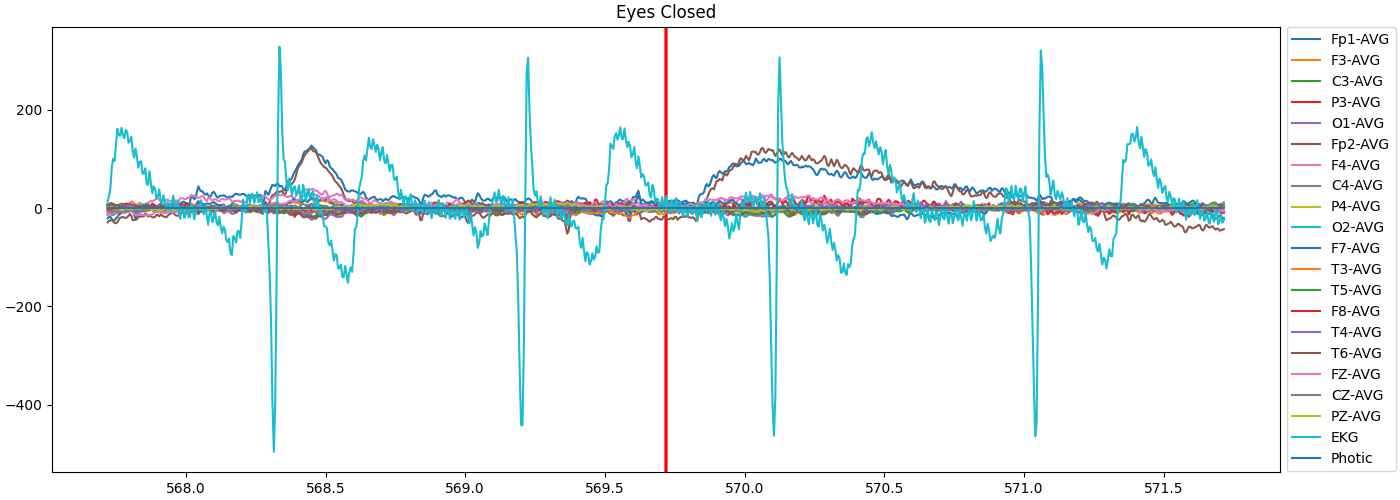 Eyes Closed
200
0
−200
−400
568.0 568.5 569.0 569.5 570.0 570.5 571.0 571.5
Fp1-AVG
F3-AVG
C3-AVG
P3-AVG
O1-AVG
Fp2-AVG
F4-AVG
C4-AVG
P4-AVG
O2-AVG
F7-AVG
T3-AVG
T5-AVG
F8-AVG
T4-AVG
T6-AVG
FZ-AVG
CZ-AVG
PZ-AVG
EKG
Photic